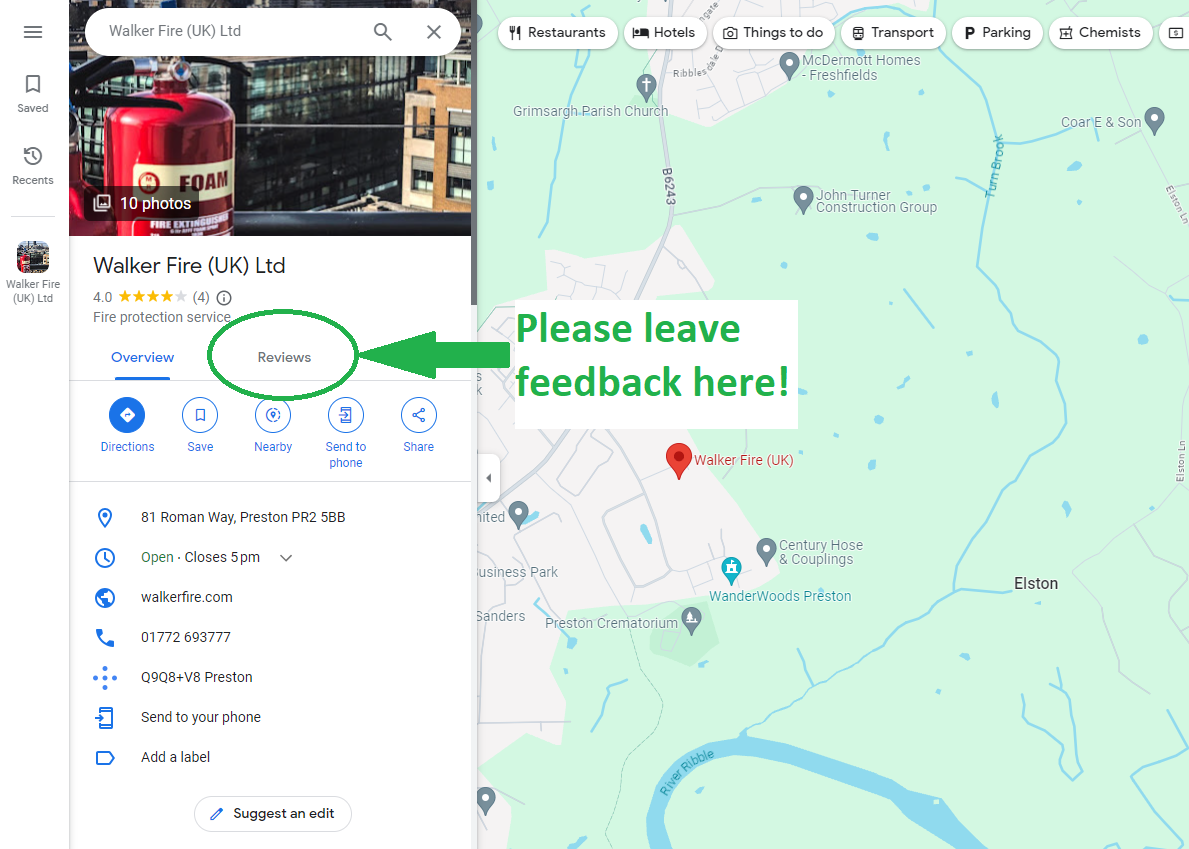 Walker Fire (UK) Ltd
Saved
Recents
Walker Fire
(UK) Ltd
FOAM
FIRE EXTINGUISHER
10 photos
Walker Fire (UK) Ltd
4.0 (4)
Fire protection service
Overview
Reviews
Directions
Save
Nearby
Send to
phone
Share
81 Roman Way, Preston PR2 5BB
Open · Closes 5 pm
walkerfire.com
01772 693777
Q9Q8+V8 Preston
Send to your phone
Add a label
Suggest an edit
Restaurants
Hotels
Things to do
Transport
Parking
Chemists
Ribblesdale D
McDermott Homes
- Freshfields
Grimsargh Parish Church
Coar E & Son
Turn Brook
B6243
John Turner
Construction Group
Elston Ln
Please leave
feedback here!
Walker Fire (UK)
Elston Ln
Century Hose
& Couplings
usiness Park
WanderWoods Preston
Elston
Sanders
Preston Crematorium
River Ribble